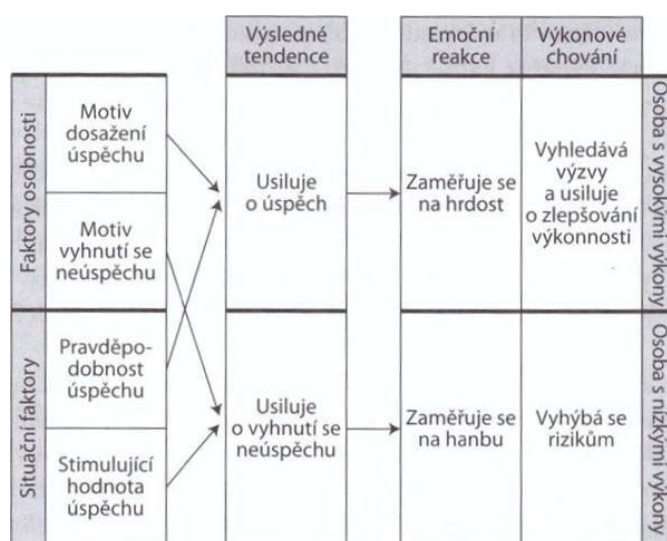 Výsledné
tendence
Emoční
reakce
Výkonové
chování
Faktory osobnosti
Motiv
dosažení
úspěchu
Motiv
vyhnutí se
neúspěchu
Usiluje
o úspěch
Zaměřuje se
na hrdost
Vyhledává
výzvy
a usiluje
o zlepšování
výkonnosti
Osoba s vysokými výkony
Situační faktory
Pravděpo-
dobnost
úspěchu
Stimulující
hodnota
úspěchu
Usiluje
o vyhnutí se
neúspěchu
Zaměřuje se
na hanbu
Vyhýbá se
rizikům
Osoba s nízkými výkony